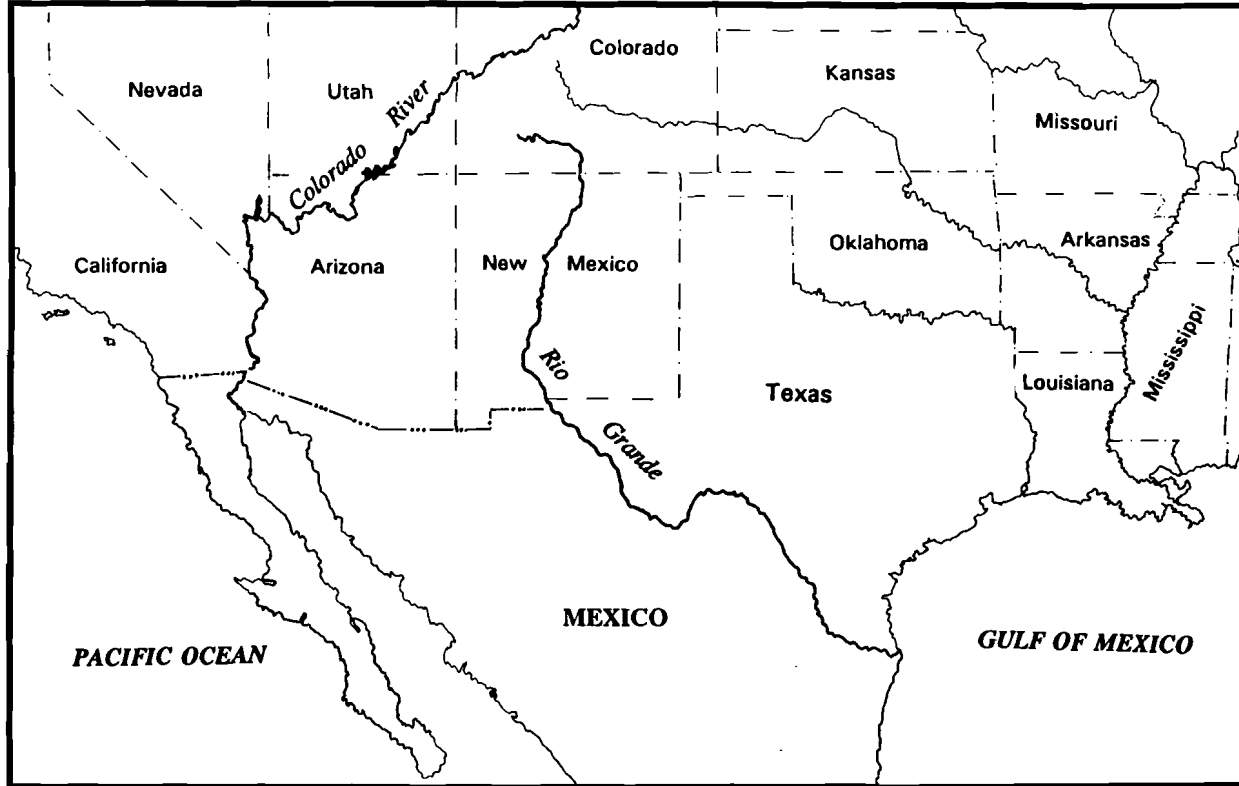 Colorado
Kansas
Nevada
Utah
River
Missouri
Colorado
Arkansas
Oklahoma
California
Arizona
New Mexico
Mississippi
Rio
Grande
Texas
Louisiana
MEXICO
PACIFIC OCEAN
GULF OF MEXICO